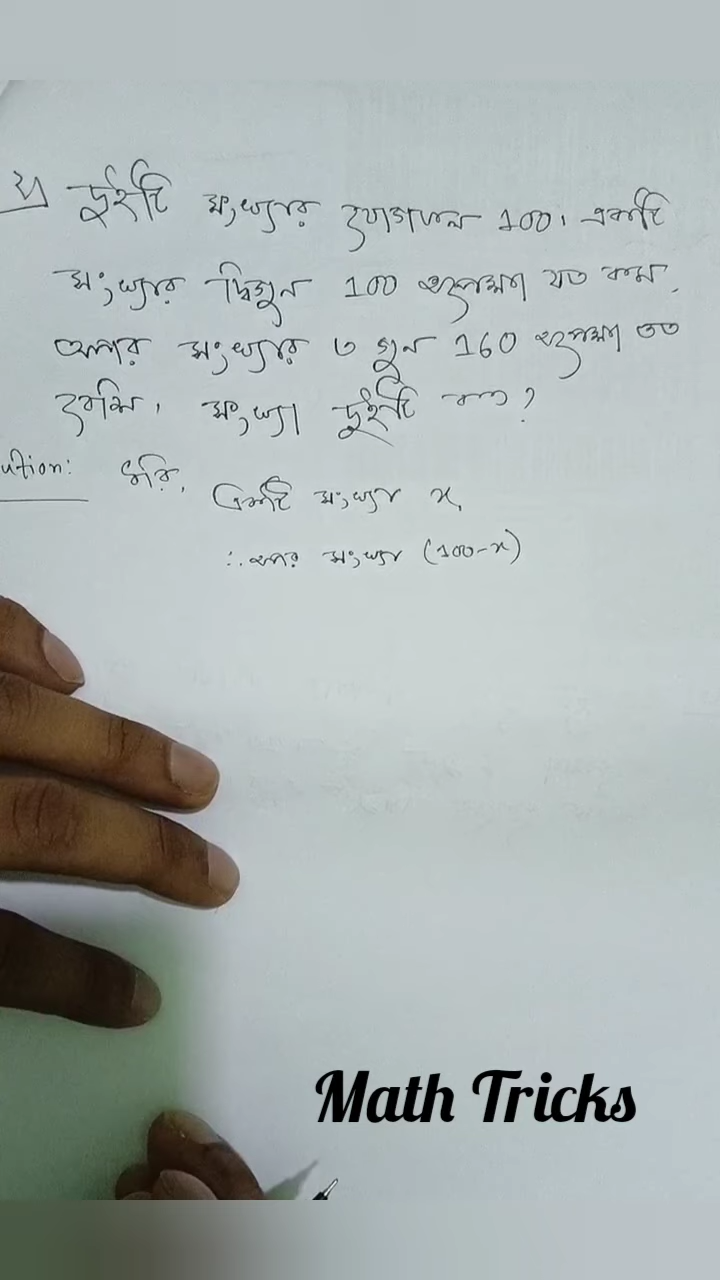 ২) দুইটি সংখ্যার যোগফল 100। একটি
সংখ্যার দ্বিগুন 100 অপেক্ষা যত কম,
অপর সংখ্যার ৩ গুন 160 অপেক্ষা তত
বেশি। সংখ্যা দুইটি কত?
ution: ধরি,
একটি সংখ্যা x,
∴ অপর সংখ্যা (100-x)
Math Tricks